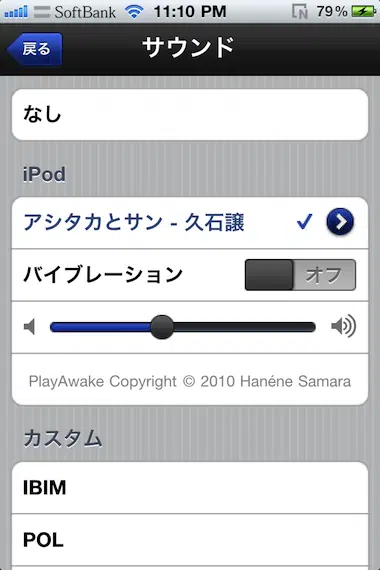 SoftBank 11:10 PM N 79%
戻る サウンド
なし
iPod
アシタカとサン - 久石譲
バイブレーション オフ
PlayAwake Copyright © 2010 Hanéne Samara
カスタム
IBIM
POL